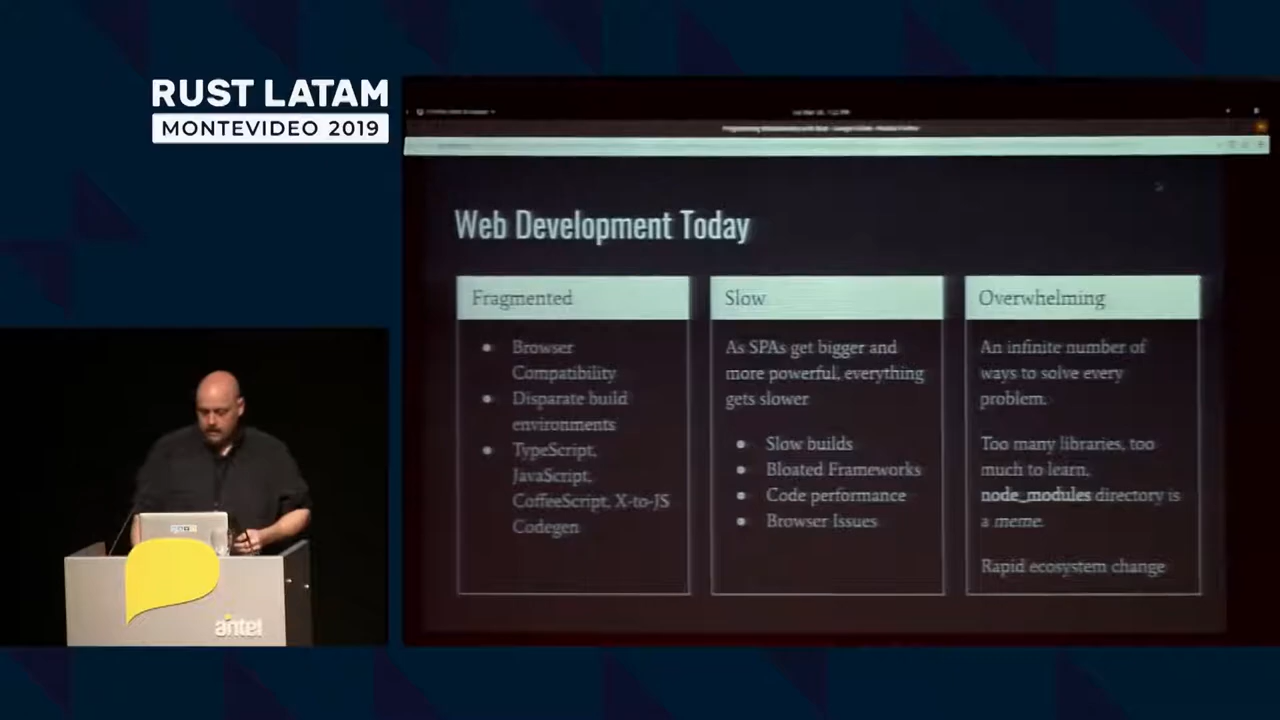 RUST LATAM
MONTEVIDEO 2019
Web Development Today
Fragmented
Browser
Compatibility
Disparate build
environments
TypeScript,
JavaScript,
CoffeeScript, X-to-JS
Codegen
Slow
As SPAs get bigger and
more powerful, everything
gets slower
Slow builds
Bloated Frameworks
Code performance
Browser Issues
Overwhelming
An infinite number of
ways to solve every
problem.
Too many libraries, too
much to learn,
node_modules directory is
a meme.
Rapid ecosystem change
antel